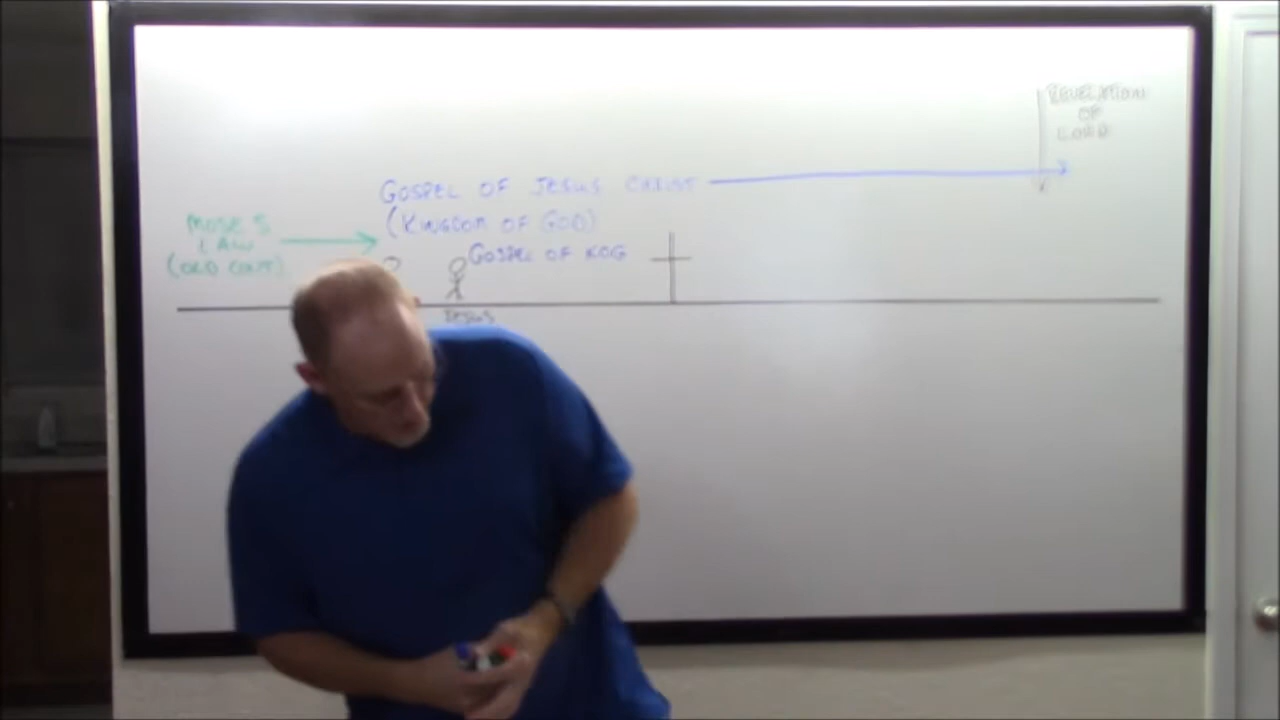 REVELATION
OF
LORD
GOSPEL OF JESUS CHRIST
(KINGDOM OF GOD)
MOSES
LAW
(OLD COVT)
GOSPEL OF KOG
JESUS